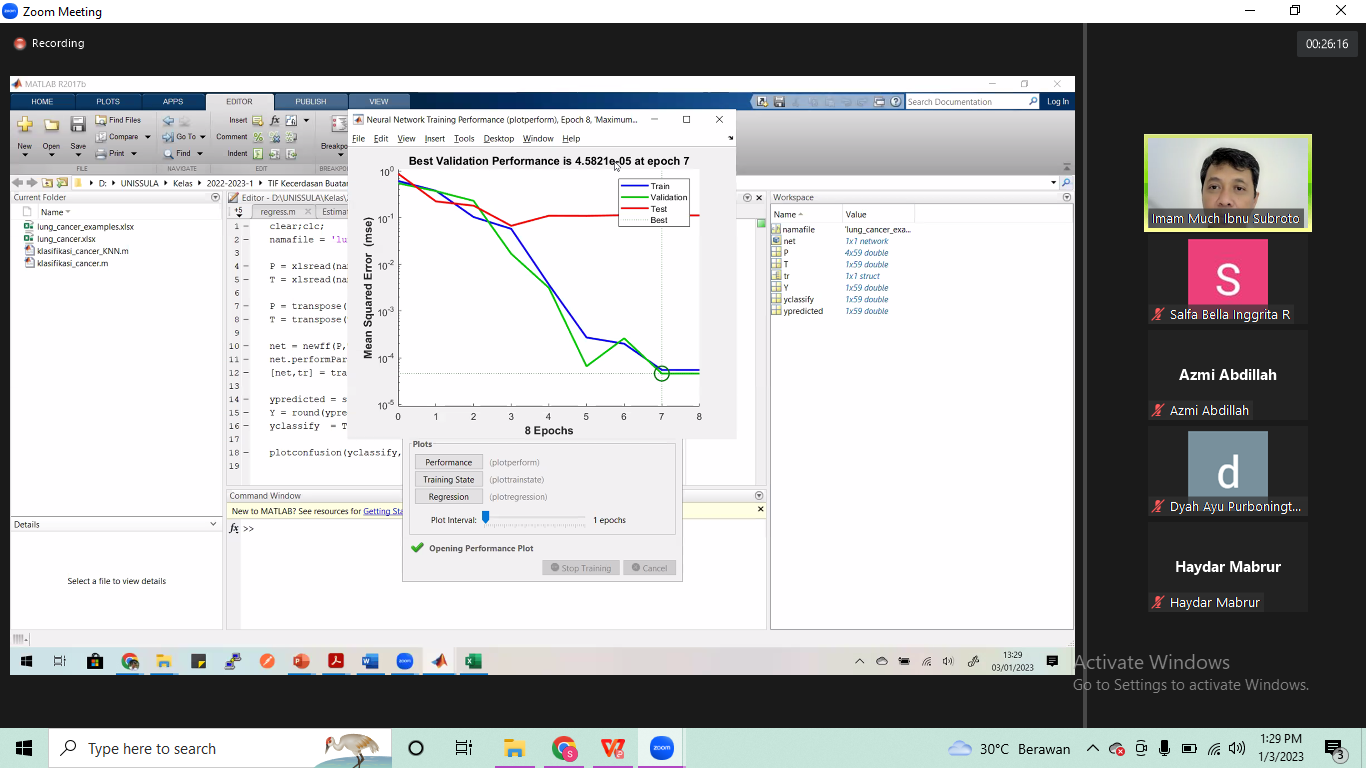 Zoom Meeting
Recording
00:26:16
MATLAB R2017b
HOME
PLOTS
APPS
EDITOR
PUBLISH
VIEW
Search Documentation
Log In
New
Open
Save
Find Files
Compare
Print
Go To
Find
Insert
Comment
Indent
Breakpo
FILE
NAVIGATE
EDIT
BREAKPO
D: UNISSULA Kelas 2022-2023-1 TIF Kecerdasan Buatan
Current Folder
Name
lung_cancer_examples.xlsx
lung_cancer.xlsx
klasifikasi_cancer_KNN.m
klasifikasi_cancer.m
Details
Select a file to view details
Editor - D:\UNISSULA\Kelas\
+5 regress.m Estimat
1 clear;clc;
2 namafile = 'lu
3
4 P = xlsread(na
5 T = xlsread(na
6
7 P = transpose(
8 T = transpose(
9
10 net = newff(P,
11 net.performPar
12 [net,tr] = tra
13
14 ypredicted = s
15 Y = round(ypre
16 yclassify = T
17
18 plotconfusion(yclassify,
19
Command Window
New to MATLAB? See resources for Getting Sta
fx >>
Neural Network Training Performance (plotperform), Epoch 8, 'Maximum...
File Edit View Insert Tools Desktop Window Help
Best Validation Performance is 4.5821e-05 at epoch 7
Train
Validation
Test
Best
Mean Squared Error (mse)
10^0
10^-1
10^-2
10^-3
10^-4
10^-5
0 1 2 3 4 5 6 7 8
8 Epochs
Plots
Performance (plotperform)
Training State (plottrainstate)
Regression (plotregression)
Plot Interval: 1 epochs
Opening Performance Plot
Stop Training Cancel
Workspace
Name Value
namafile 'lung_cancer_exa...
net 1x1 network
P 4x59 double
T 1x59 double
tr 1x1 struct
Y 1x59 double
yclassify 1x59 double
ypredicted 1x59 double
13:29
03/01/2023
Imam Much Ibnu Subroto
S
Salfa Bella Inggrita R
Azmi Abdillah
Azmi Abdillah
d
Dyah Ayu Purboningt...
Haydar Mabrur
Haydar Mabrur
Activate Windows
Go to Settings to activate Windows.
Type here to search
zoom
30°C Berawan
1:29 PM
1/3/2023
3